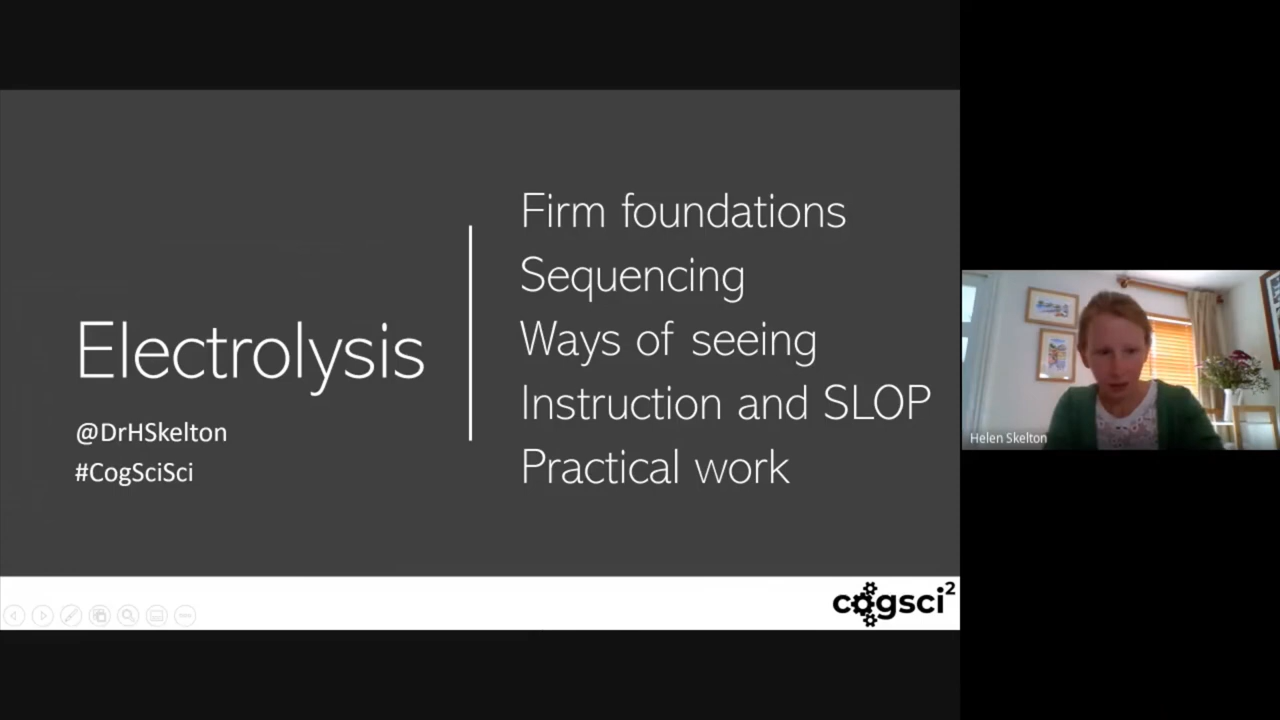 Electrolysis
@DrHSkelton
#CogSciSci
Firm foundations
Sequencing
Ways of seeing
Instruction and SLOP
Practical work
cogsci²
Helen Skelton